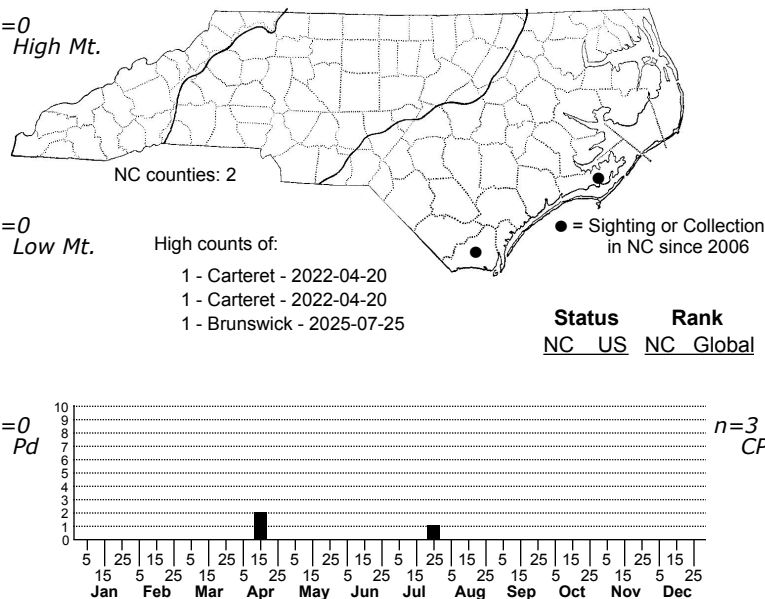 =0
High Mt.
NC counties: 2
=0
Low Mt.
High counts of:
1 - Carteret - 2022-04-20
1 - Carteret - 2022-04-20
1 - Brunswick - 2025-07-25
● = Sighting or Collection
in NC since 2006
Status Rank
NC US NC Global
=0
Pd
n=3
CP
10
9
8
7
6
5
4
3
2
1
0
5 25 15 5 25 15 5 25 15 5 25 15 5 25 15 5 25 15
15 5 25 15 5 25 15 5 25 15 5 25 15 5 25 15 5 25
Jan Feb Mar Apr May Jun Jul Aug Sep Oct Nov Dec